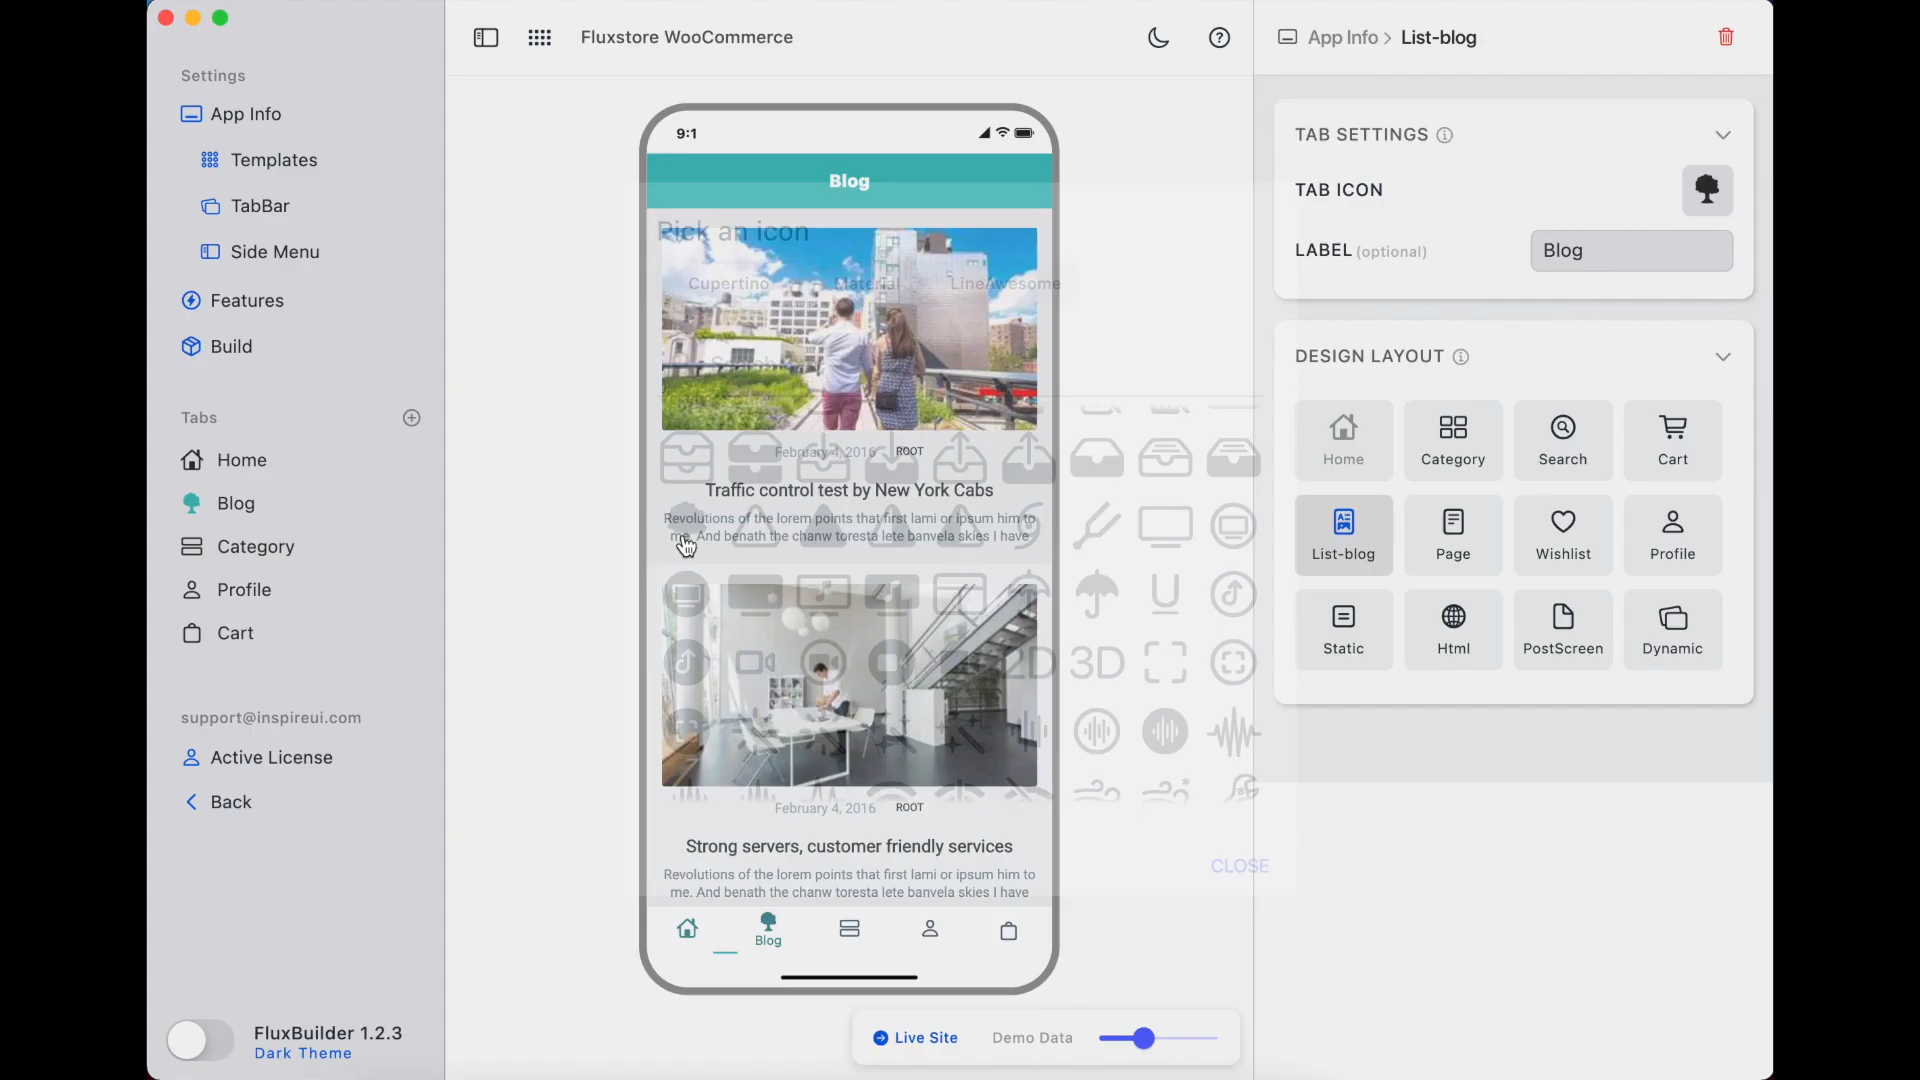 Settings
App Info
Templates
TabBar
Side Menu
Features
Build
Tabs
Home
Blog
Category
Profile
Cart
support@inspireui.com
Active License
Back
FluxBuilder 1.2.3
Dark Theme
Fluxstore WooCommerce
9:1
Blog
Pick an icon
Cupertino
Material
LineAwesome
February 4, 2016
ROOT
Traffic control test by New York Cabs
Revolutions of the lorem points that first lami or ipsum him to
me. And benath the chanw toresta lete banvela skies I have
2D
3D
February 4, 2016
ROOT
Strong servers, customer friendly services
Revolutions of the lorem points that first lami or ipsum him to
me. And benath the chanw toresta lete banvela skies I have
CLOSE
Blog
Live Site
Demo Data
App Info > List-blog
TAB SETTINGS
TAB ICON
LABEL (optional)
Blog
DESIGN LAYOUT
Home
Category
Search
Cart
List-blog
Page
Wishlist
Profile
Static
Html
PostScreen
Dynamic